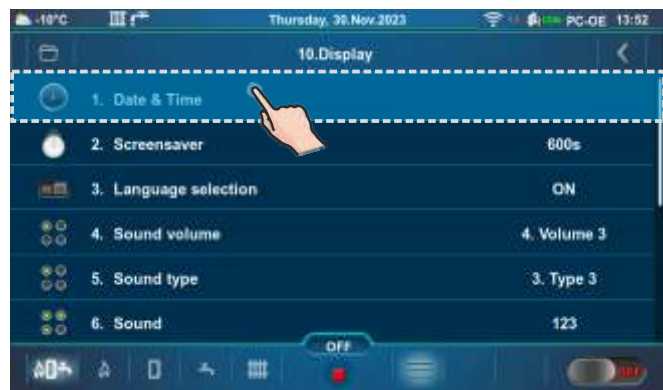 -10°C Thursday, 30.Nov.2023 PC-OE 13:52
10.Display
1. Date & Time
2. Screensaver 600s
3. Language selection ON
4. Sound volume 4. Volume 3
5. Sound type 3. Type 3
6. Sound 123
OFF
OFF